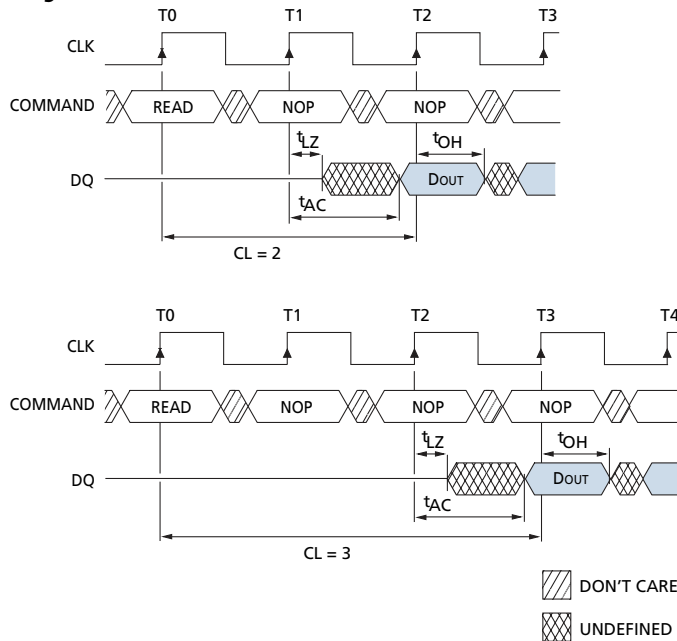 T0 T1 T2 T3
CLK
COMMAND READ NOP NOP
tLZ tOH
DQ DOUT
tAC
CL = 2
T0 T1 T2 T3 T4
CLK
COMMAND READ NOP NOP NOP
tLZ tOH
DQ DOUT
tAC
CL = 3
DON'T CARE
UNDEFINED